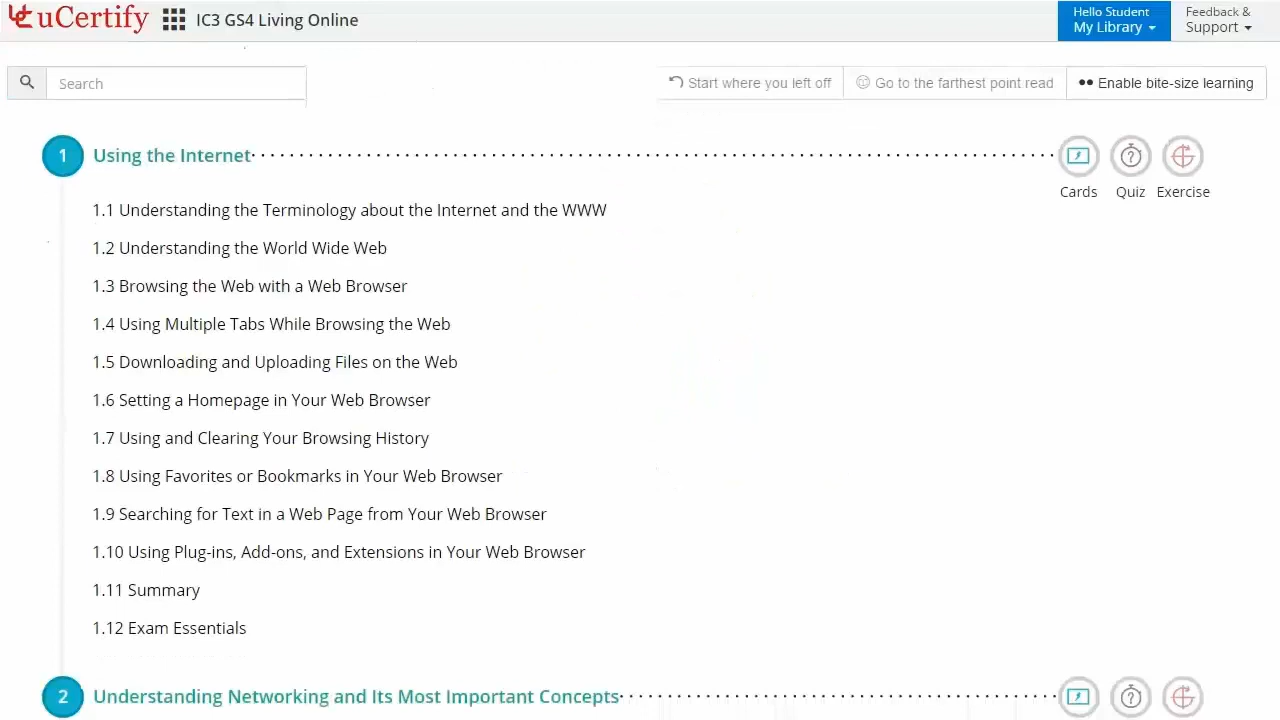 uCertify IC3 GS4 Living Online
Hello Student
My Library
Feedback &
Support
Search
Start where you left off
Go to the farthest point read
Enable bite-size learning
1 Using the Internet
Cards Quiz Exercise
1.1 Understanding the Terminology about the Internet and the WWW
1.2 Understanding the World Wide Web
1.3 Browsing the Web with a Web Browser
1.4 Using Multiple Tabs While Browsing the Web
1.5 Downloading and Uploading Files on the Web
1.6 Setting a Homepage in Your Web Browser
1.7 Using and Clearing Your Browsing History
1.8 Using Favorites or Bookmarks in Your Web Browser
1.9 Searching for Text in a Web Page from Your Web Browser
1.10 Using Plug-ins, Add-ons, and Extensions in Your Web Browser
1.11 Summary
1.12 Exam Essentials
2 Understanding Networking and Its Most Important Concepts